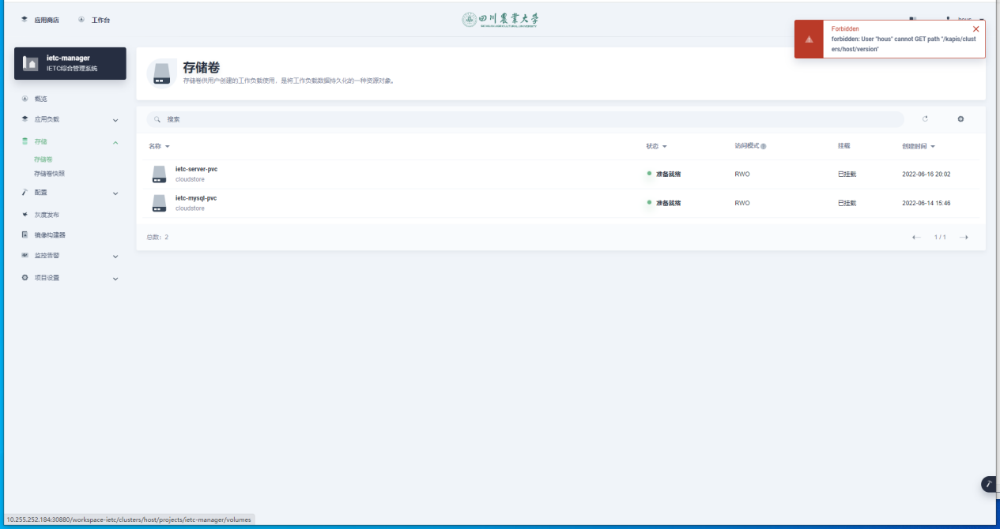 应用商店
工作台
四川農業大学
SICHUAN AGRICULTURAL UNIVERSITY
hous
Forbidden
forbidden: User "hous" cannot GET path "/kapis/clust
ers/host/version"
ietc-manager
IETC综合管理系统
概览
应用负载
存储
存储卷
存储卷快照
配置
灰度发布
镜像构建器
监控告警
项目设置
存储卷
存储卷供用户创建的工作负载使用，是将工作负载数据持久化的一种资源对象。
搜索
名称 状态 访问模式 挂载 创建时间
ietc-server-pvc
cloudstore
准备就绪 RWO 已挂载 2022-06-16 20:02
ietc-mysql-pvc
cloudstore
准备就绪 RWO 已挂载 2022-06-14 15:46
总数: 2
1 / 1
10.255.252.184:30880/workspace-ietc/clusters/host/projects/ietc-manager/volumes